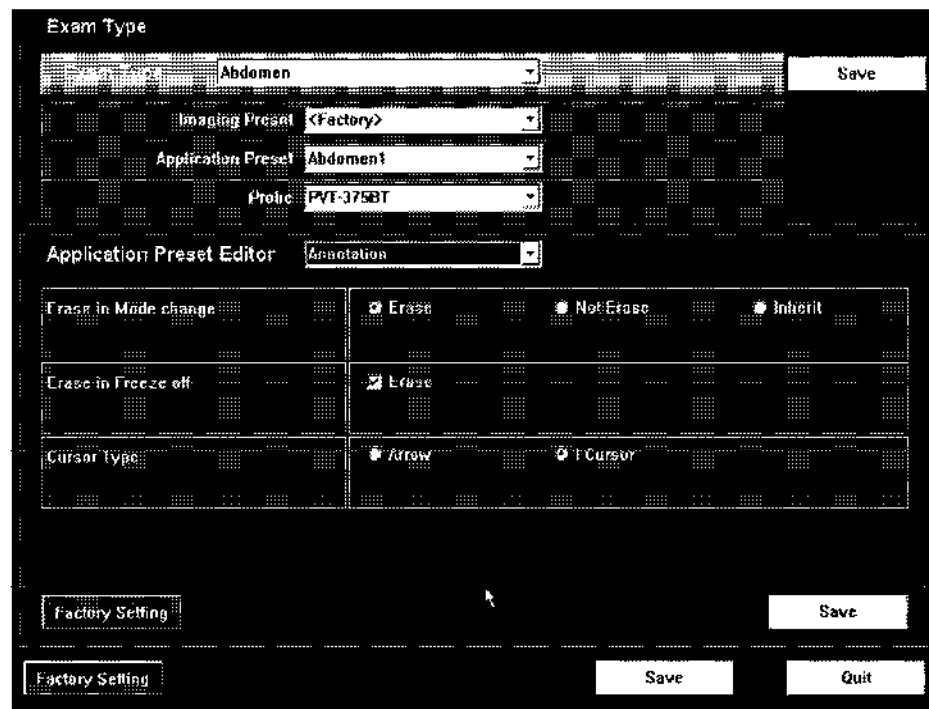 Exam Type
Exam Type Abdomen Save
Imaging Preset <Factory>
Application Preset Abdomen1
Probe PVT-375BT
Application Preset Editor Annotation
Erase in Mode change Erase Not Erase Inherit
Erase in Freeze off Erase
Cursor Type Arrow I Cursor
Factory Setting Save
Factory Setting Save Quit